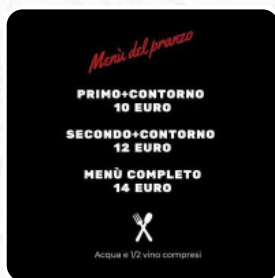 Menù del pranzo
PRIMO+CONTORNO
10 EURO
SECONDO+CONTORNO
12 EURO
MENÙ COMPLETO
14 EURO
Acqua e 1/2 vino compresi